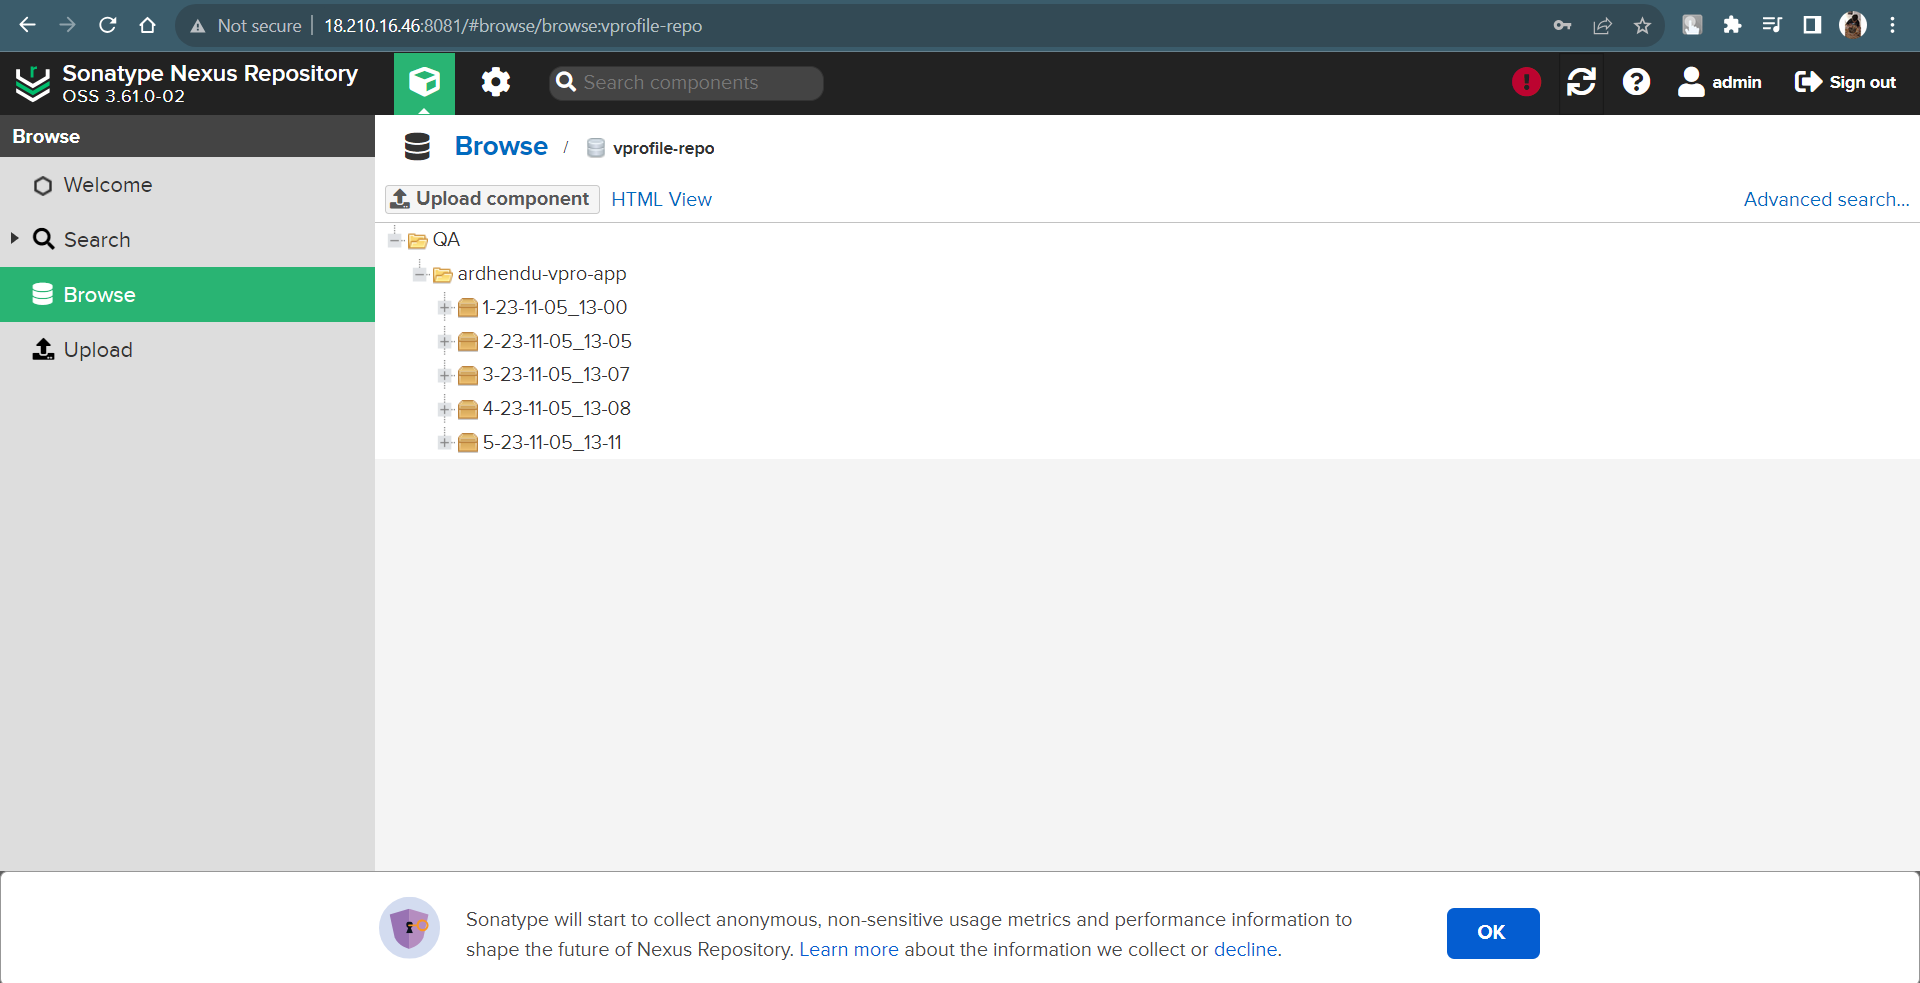 Not secure 18.210.16.46:8081/#browse/browse:vprofile-repo
Sonatype Nexus Repository
OSS 3.61.0-02
Search components
admin
Sign out
Browse
Welcome
Search
Browse
Upload
Browse / vprofile-repo
Upload component HTML View Advanced search...
QA
ardhendu-vpro-app
1-23-11-05_13-00
2-23-11-05_13-05
3-23-11-05_13-07
4-23-11-05_13-08
5-23-11-05_13-11
Sonatype will start to collect anonymous, non-sensitive usage metrics and performance information to
shape the future of Nexus Repository. Learn more about the information we collect or decline.
OK